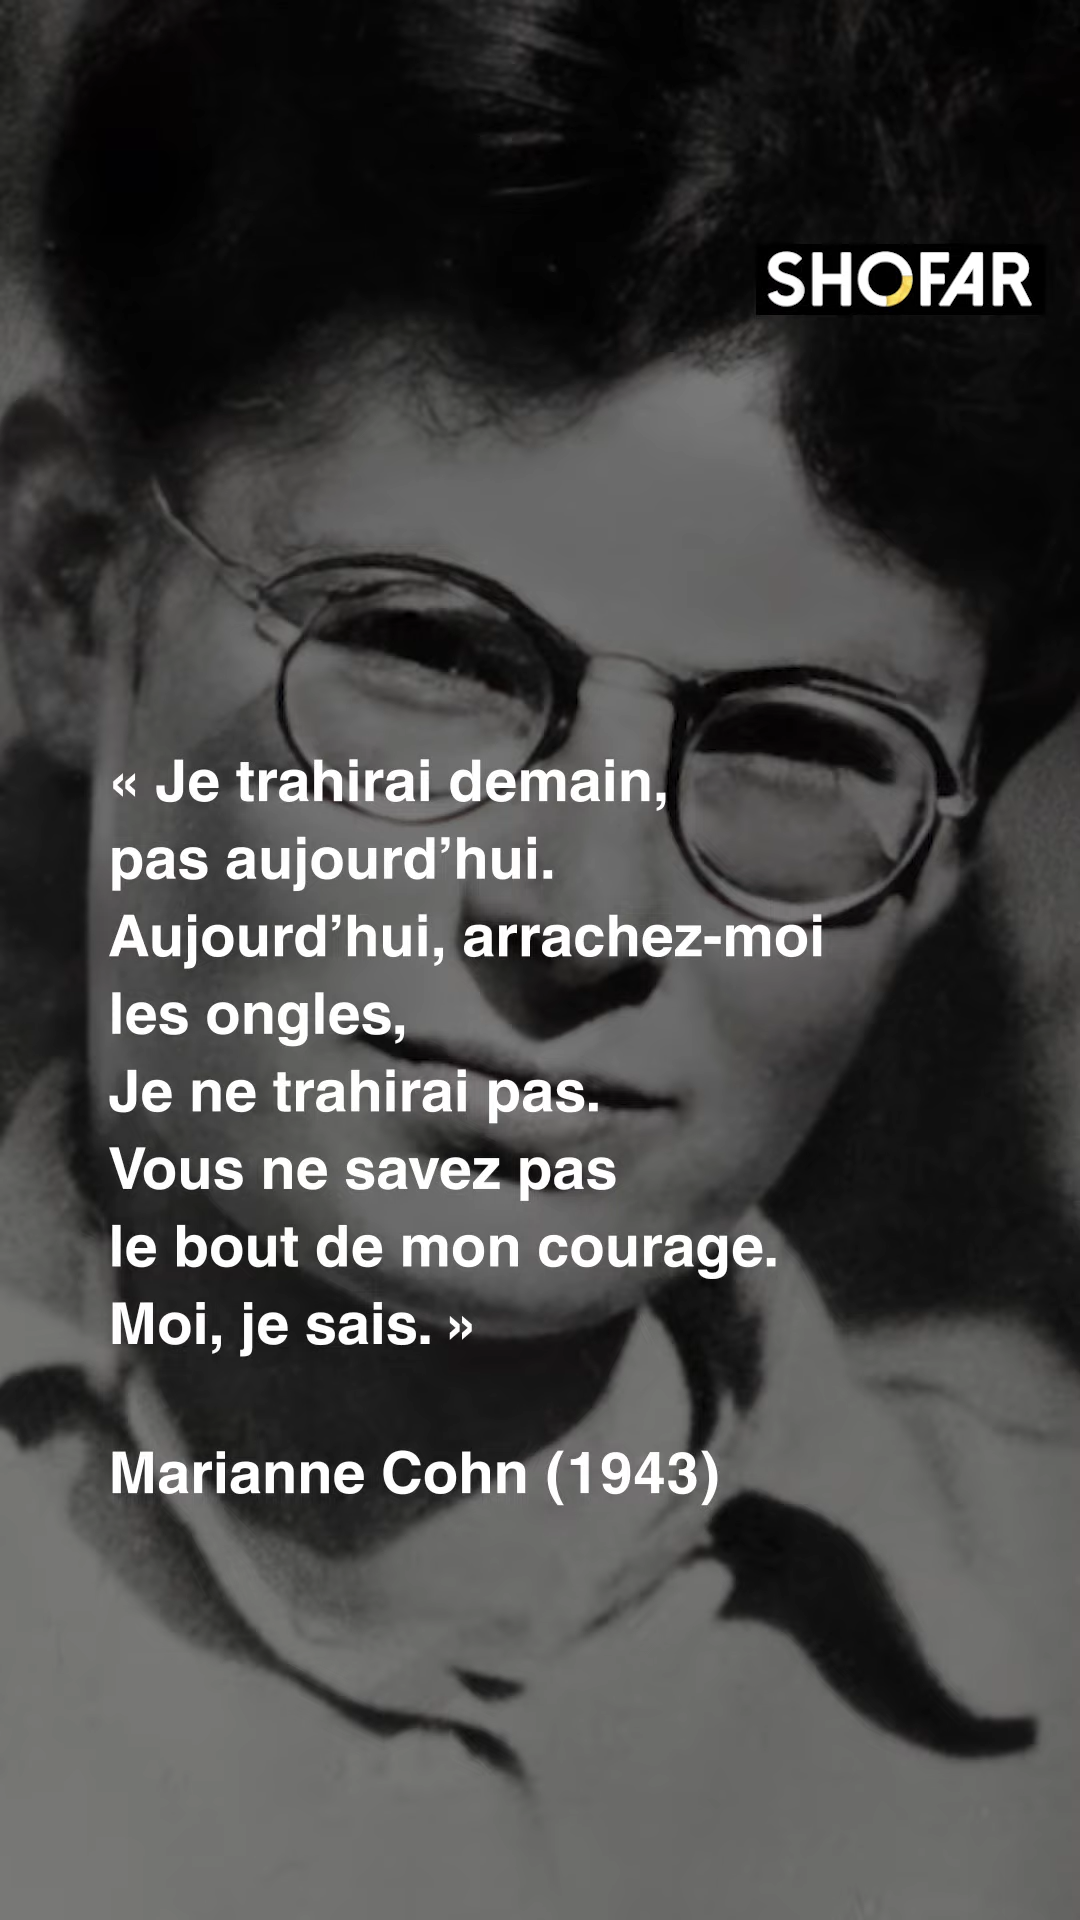 SHOFAR
« Je trahirai demain,
pas aujourd’hui.
Aujourd’hui, arrachez-moi
les ongles,
Je ne trahirai pas.
Vous ne savez pas
le bout de mon courage.
Moi, je sais. »
Marianne Cohn (1943)